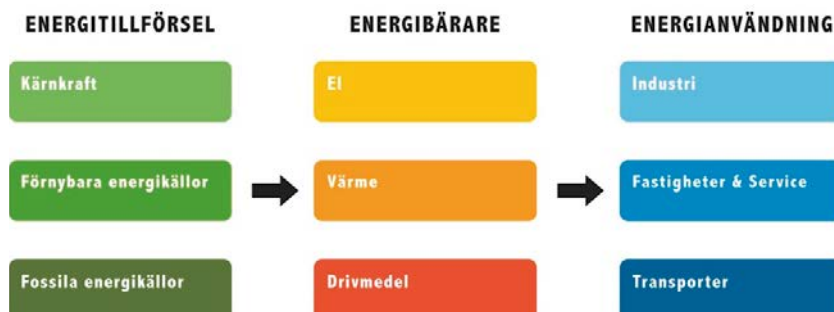 ENERGITILLFÖRSEL
ENERGIBÄRARE
ENERGIANVÄNDNING
Kärnkraft
El
Industri
Förnybara energikällor
Värme
Fastigheter & Service
Fossila energikällor
Drivmedel
Transporter